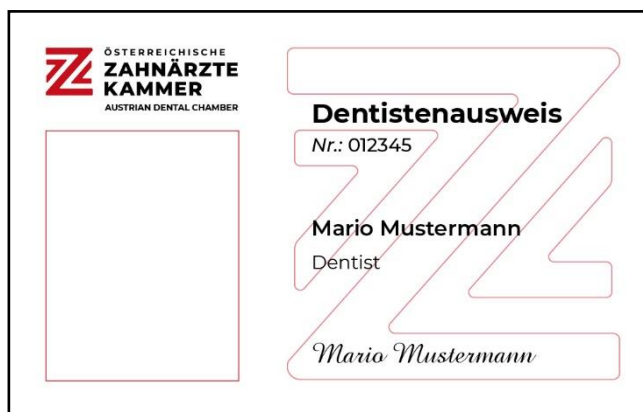 ÖSTERREICHISCHE
ZAHNÄRZTE
KAMMER
AUSTRIAN DENTAL CHAMBER
Dentistenausweis
Nr.: 012345
Mario Mustermann
Dentist
Mario Mustermann